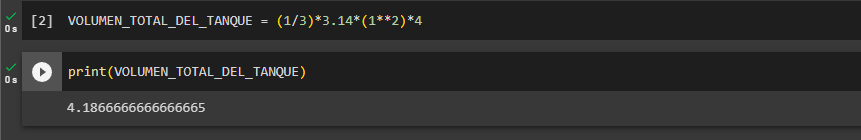 0s [2] VOLUMEN_TOTAL_DEL_TANQUE = (1/3)*3.14*(1**2)*4
0s print(VOLUMEN_TOTAL_DEL_TANQUE)
4.1866666666666665